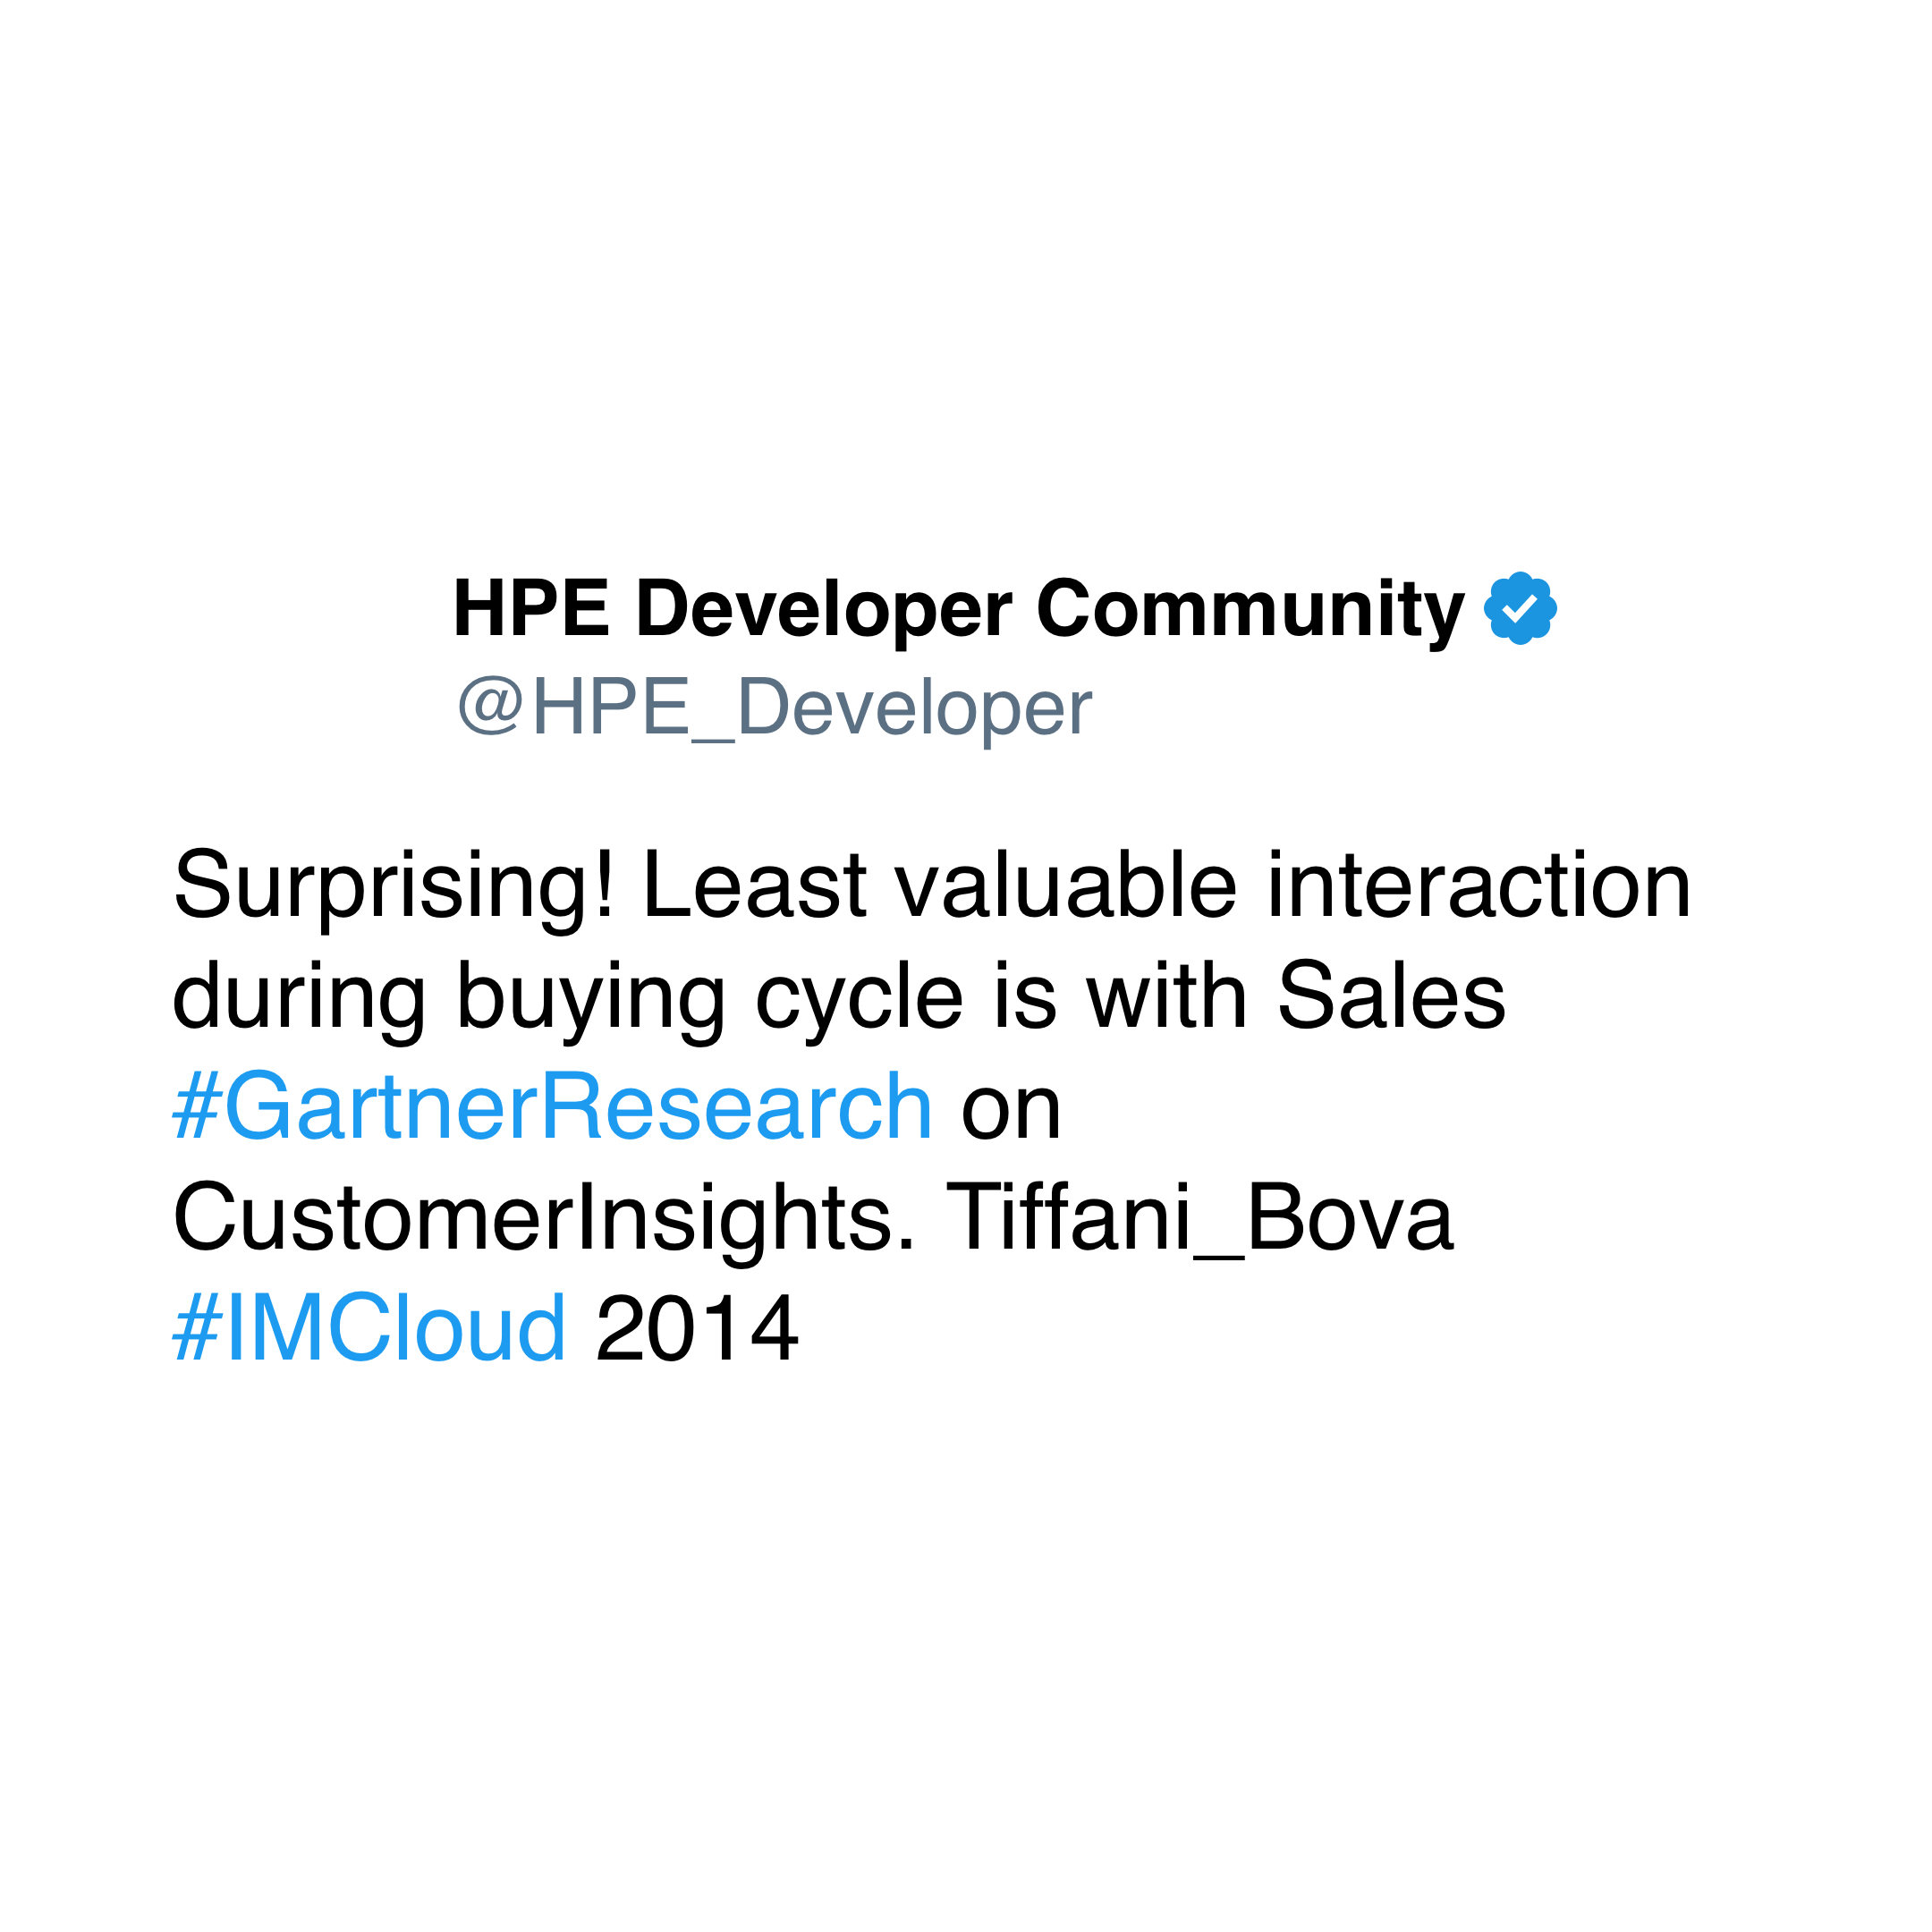 HPE Developer Community
@HPE_Developer
Surprising! Least valuable interaction
during buying cycle is with Sales
#GartnerResearch on
CustomerInsights. Tiffani_Bova
#IMCloud 2014